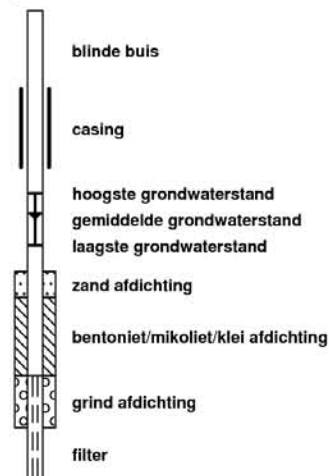 blinde buis
casing
hoogste grondwaterstand
gemiddelde grondwaterstand
laagste grondwaterstand
zand afdichting
bentoniet/mikoliet/klei afdichting
grind afdichting
filter